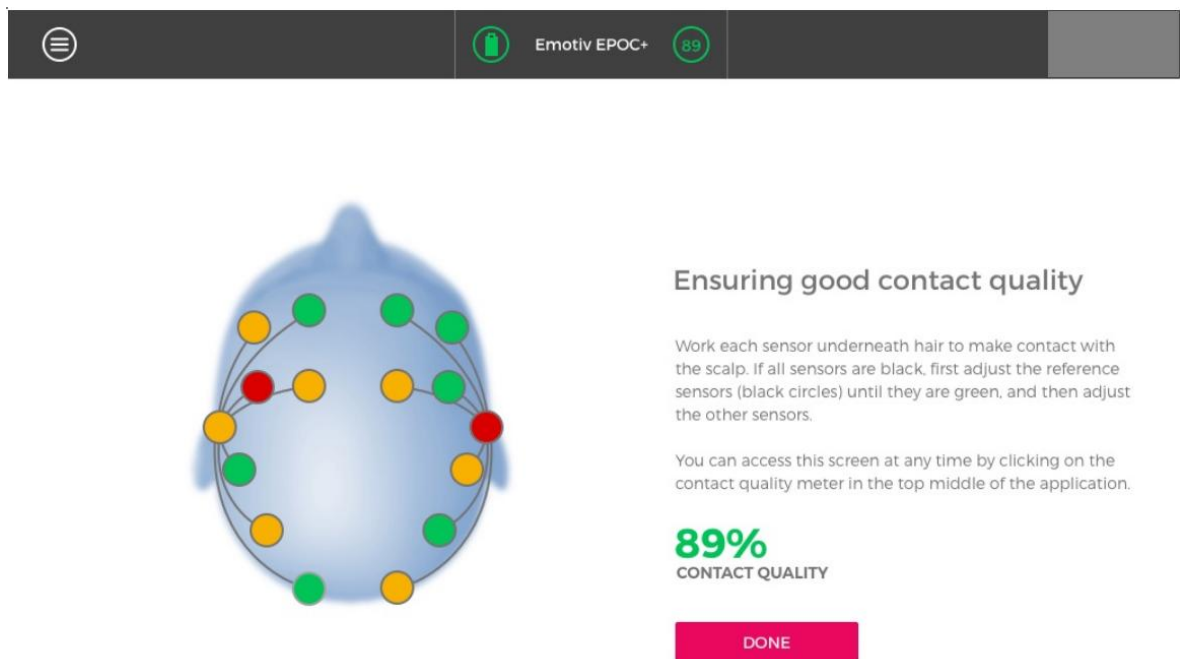 Emotiv EPOC+
89
Ensuring good contact quality
Work each sensor underneath hair to make contact with
the scalp. If all sensors are black, first adjust the reference
sensors (black circles) until they are green, and then adjust
the other sensors.
You can access this screen at any time by clicking on the
contact quality meter in the top middle of the application.
89%
CONTACT QUALITY
DONE